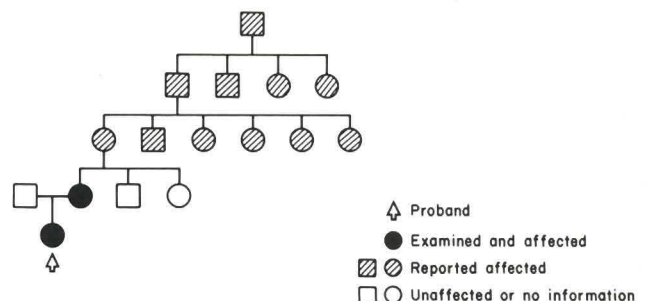 Proband
Examined and affected
Reported affected
Unaffected or no information